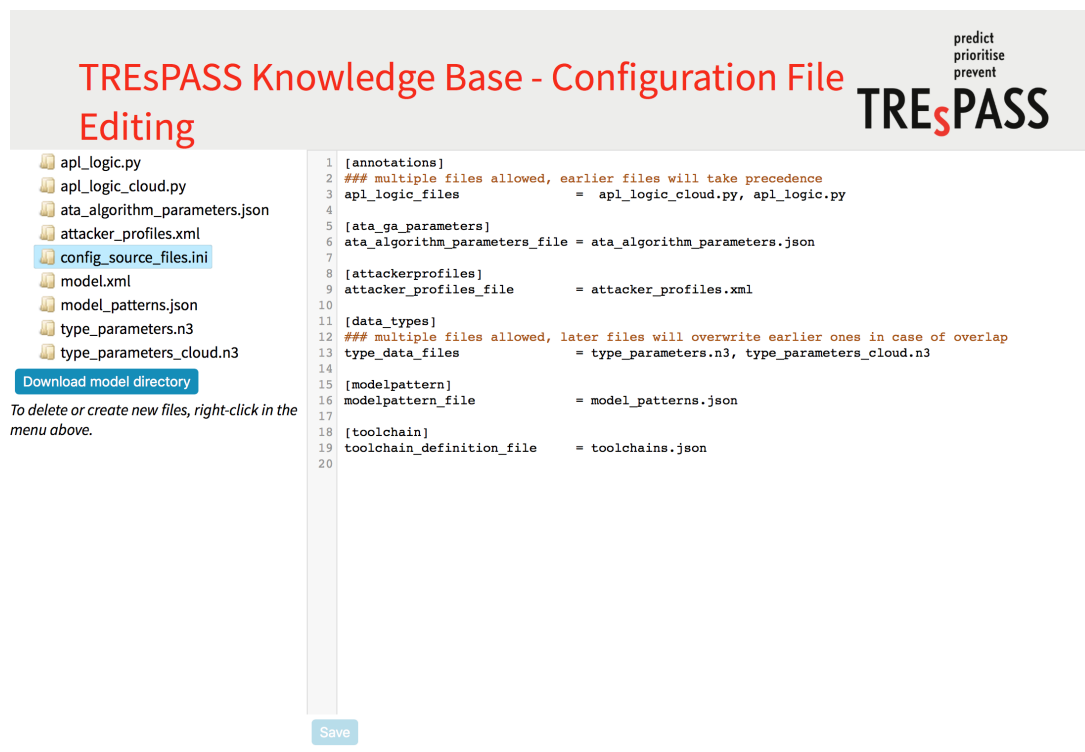 predict
prioritise
prevent
TREsPASS
TREsPASS Knowledge Base - Configuration File
Editing
apl_logic.py
apl_logic_cloud.py
ata_algorithm_parameters.json
attacker_profiles.xml
config_source_files.ini
model.xml
model_patterns.json
type_parameters.n3
type_parameters_cloud.n3
Download model directory
To delete or create new files, right-click in the
menu above.
1 [annotations]
2 ### multiple files allowed, earlier files will take precedence
3 apl_logic_files = apl_logic_cloud.py, apl_logic.py
4
5 [ata_ga_parameters]
6 ata_algorithm_parameters_file = ata_algorithm_parameters.json
7
8 [attackerprofiles]
9 attacker_profiles_file = attacker_profiles.xml
10
11 [data_types]
12 ### multiple files allowed, later files will overwrite earlier ones in case of overlap
13 type_data_files = type_parameters.n3, type_parameters_cloud.n3
14
15 [modelpattern]
16 modelpattern_file = model_patterns.json
17
18 [toolchain]
19 toolchain_definition_file = toolchains.json
20
Save